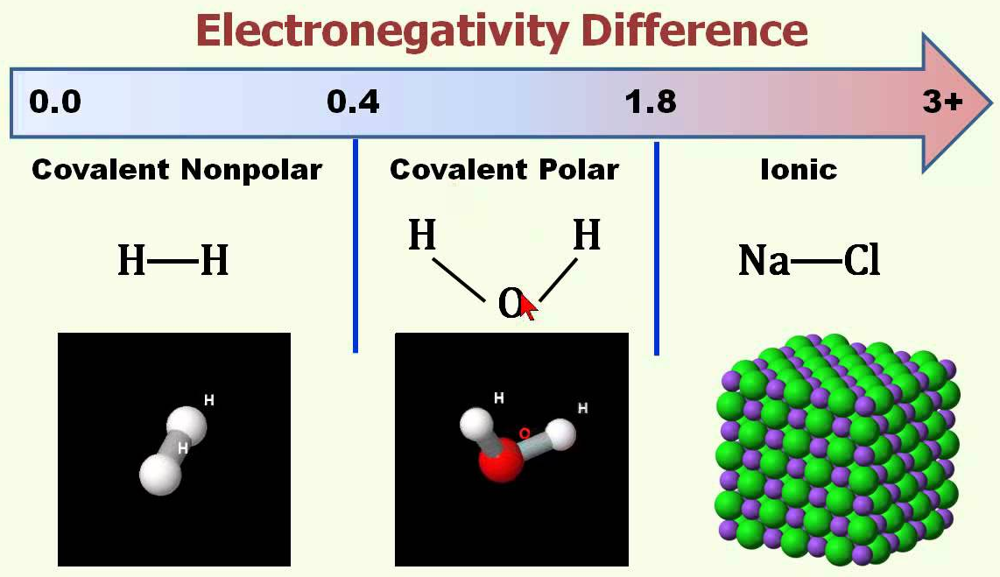 Electronegativity Difference
0.0 0.4 1.8 3+
Covalent Nonpolar Covalent Polar Ionic
H H
H—H Na—Cl
O
H H H
O
H